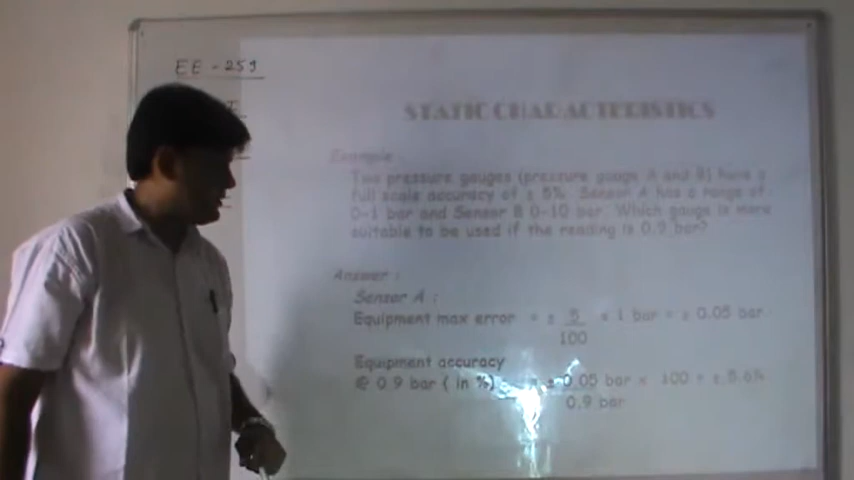 EE-259
STATIC CHARACTERISTICS
Example
Two pressure gauges (pressure gauge A and B) have a
full scale accuracy of ± 5%. Sensor A has a range of
0-1 bar and Sensor B 0-10 bar. Which gauge is more
suitable to be used if the reading is 0.9 bar?
Answer :
Sensor A :
Equipment max error = ± 5 × 1 bar = ± 0.05 bar
100
Equipment accuracy
@ 0.9 bar ( in %) ± 0.05 bar × 100 = ± 5.6%
0.9 bar